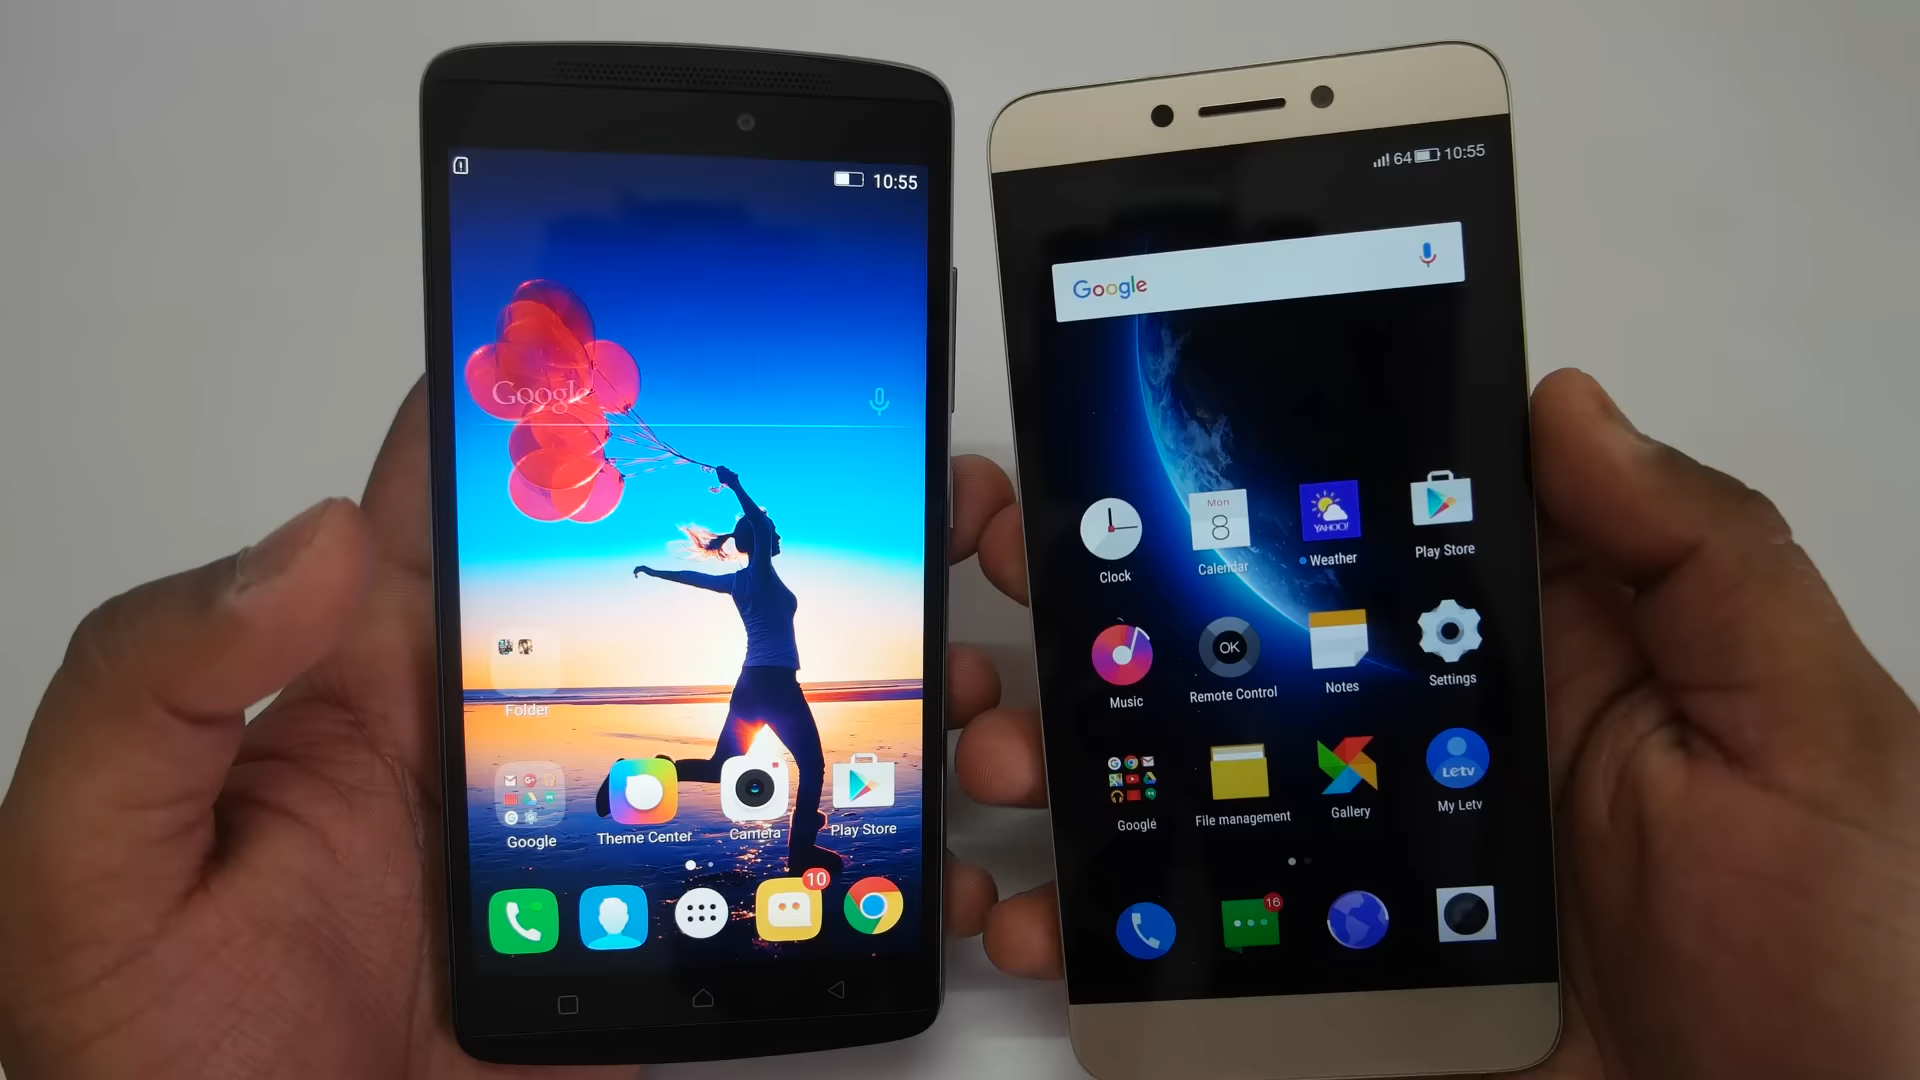 10:55
Google
Folder
Google
Theme Center
Camera
Play Store
10
64 10:55
Google
Clock
Mon
8
Calendar
YAHOO!
Weather
Play Store
Music
OK
Remote Control
Notes
Settings
Google
File management
Gallery
Letv
My Letv
16